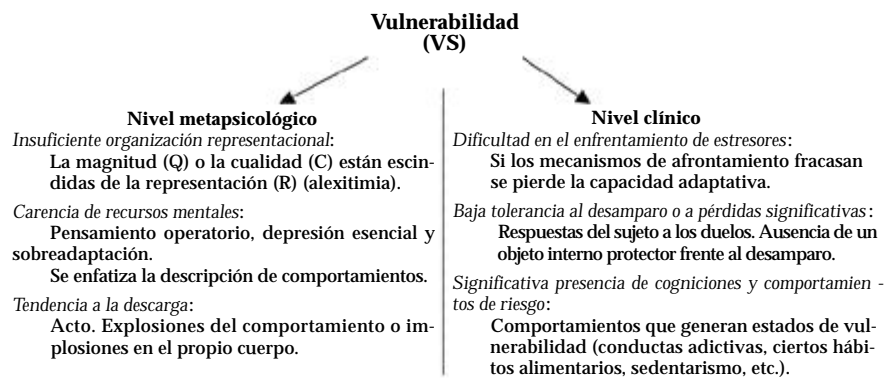 Vulnerabilidad
(VS)
Nivel metapsicológico
Insuficiente organización representacional:
La magnitud (Q) o la cualidad (C) están escin-
didas de la representación (R) (alexitimia).
Carencia de recursos mentales:
Pensamiento operatorio, depresión esencial y
sobreadaptación.
Se enfatiza la descripción de comportamientos.
Tendencia a la descarga:
Acto. Explosiones del comportamiento o im-
plosiones en el propio cuerpo.
Nivel clínico
Dificultad en el enfrentamiento de estresores:
Si los mecanismos de afrontamiento fracasan
se pierde la capacidad adaptativa.
Baja tolerancia al desamparo o a pérdidas significativas:
Respuestas del sujeto a los duelos. Ausencia de un
objeto interno protector frente al desamparo.
Significativa presencia de cogniciones y comportamien -
tos de riesgo:
Comportamientos que generan estados de vul-
nerabilidad (conductas adictivas, ciertos hábi-
tos alimentarios, sedentarismo, etc.).